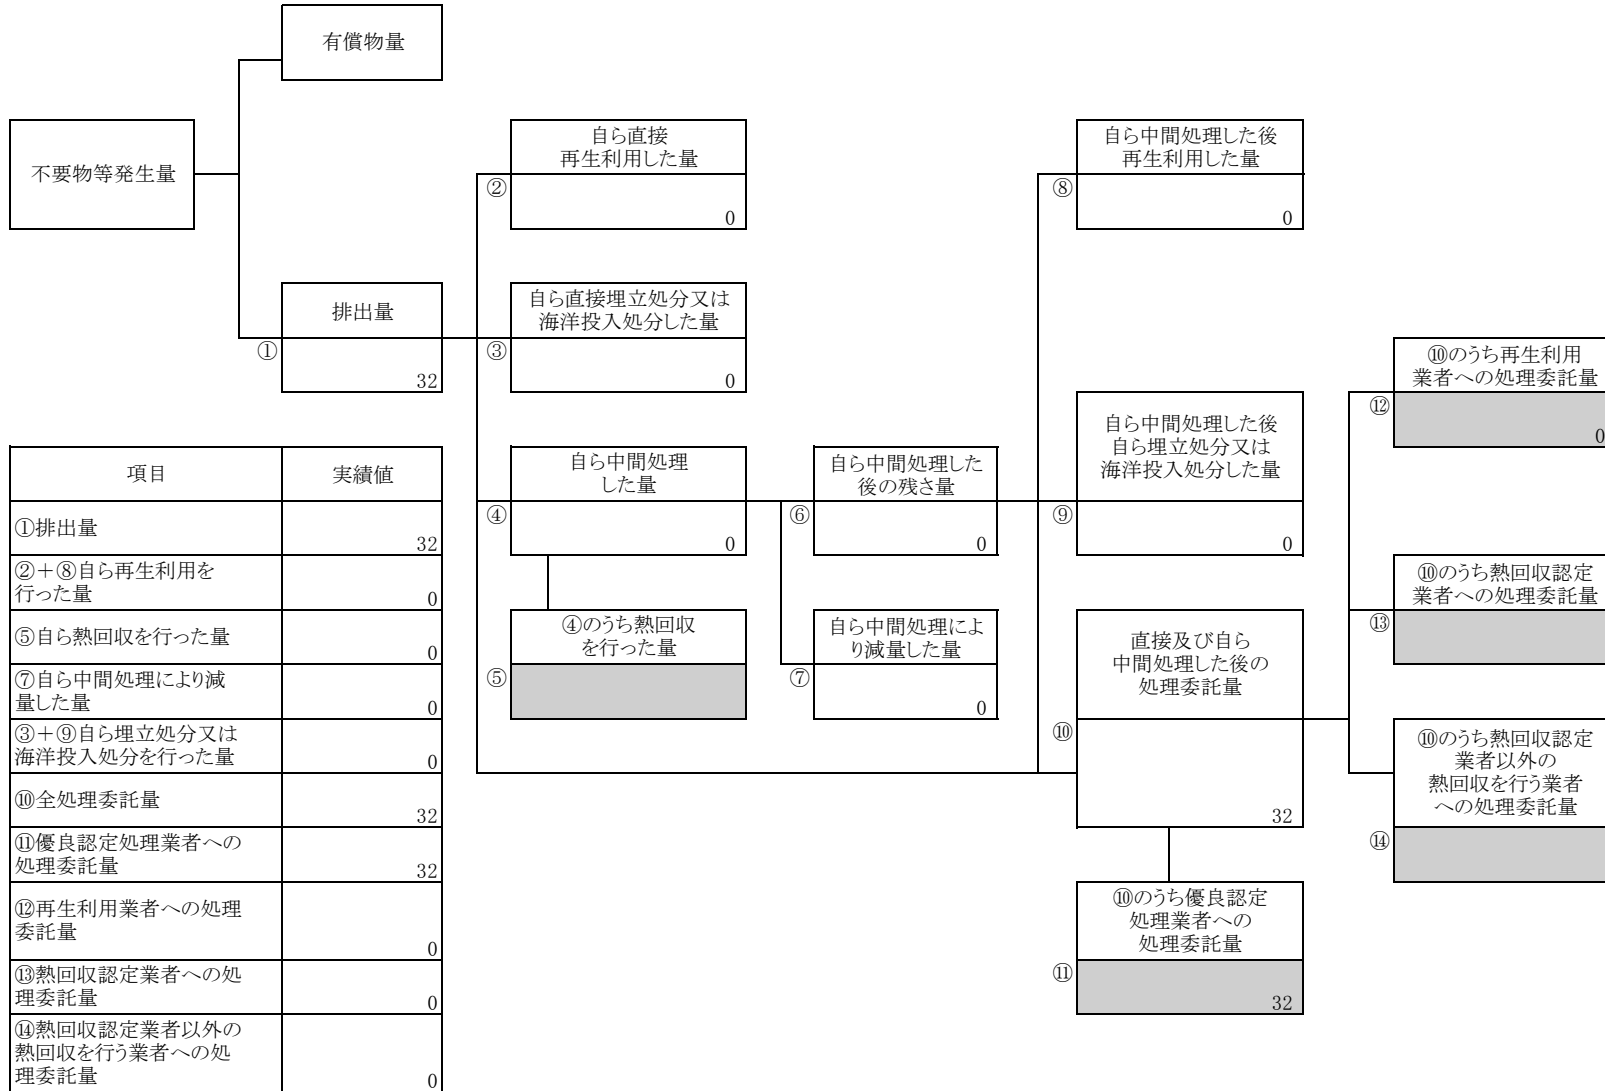 有償物量
不要物等発生量
排出量
①
32
自ら直接
再生利用した量
②
0
自ら直接埋立処分又は
海洋投入処分した量
③
0
自ら中間処理
した量
④
0
④のうち熱回収
を行った量
⑤
自ら中間処理した
後の残さ量
⑥
0
自ら中間処理によ
り減量した量
⑦
0
自ら中間処理した後
再生利用した量
⑧
0
自ら中間処理した後
自ら埋立処分又は
海洋投入処分した量
⑨
0
直接及び自ら
中間処理した後の
処理委託量
⑩
32
⑩のうち優良認定
処理業者への
処理委託量
⑪
32
⑩のうち再生利用
業者への処理委託量
⑫
0
⑩のうち熱回収認定
業者への処理委託量
⑬
⑩のうち熱回収認定
業者以外の
熱回収を行う業者
への処理委託量
⑭
項目 実績値
①排出量 32
②+⑧自ら再生利用を
行った量 0
⑤自ら熱回収を行った量 0
⑦自ら中間処理により減
量した量 0
③+⑨自ら埋立処分又は
海洋投入処分を行った量 0
⑩全処理委託量 32
⑪優良認定処理業者への
処理委託量 32
⑫再生利用業者への処理
委託量 0
⑬熱回収認定業者への処
理委託量 0
⑭熱回収認定業者以外の
熱回収を行う業者への処
理委託量 0